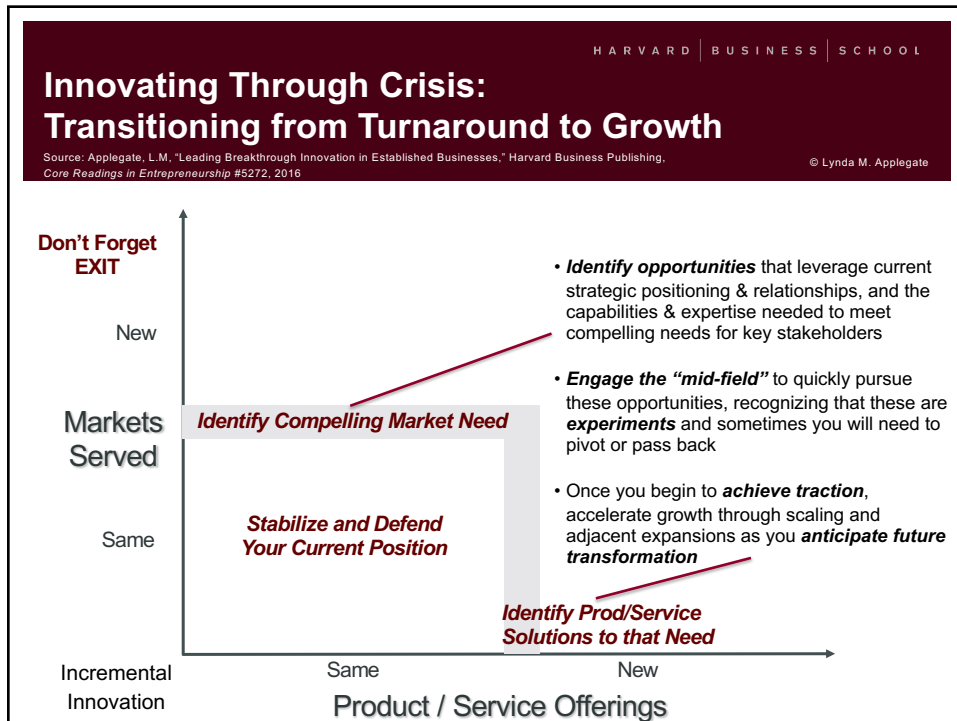 HARVARD | BUSINESS | SCHOOL
Innovating Through Crisis:
Transitioning from Turnaround to Growth
Source: Applegate, L.M, “Leading Breakthrough Innovation in Established Businesses,” Harvard Business Publishing,
Core Readings in Entrepreneurship #5272, 2016
© Lynda M. Applegate
Don’t Forget
EXIT
New
Markets
Served
Same
Identify Compelling Market Need
Stabilize and Defend
Your Current Position
• Identify opportunities that leverage current
strategic positioning & relationships, and the
capabilities & expertise needed to meet
compelling needs for key stakeholders
• Engage the “mid-field” to quickly pursue
these opportunities, recognizing that these are
experiments and sometimes you will need to
pivot or pass back
• Once you begin to achieve traction,
accelerate growth through scaling and
adjacent expansions as you anticipate future
transformation
Identify Prod/Service
Solutions to that Need
Incremental
Innovation
Same
New
Product / Service Offerings